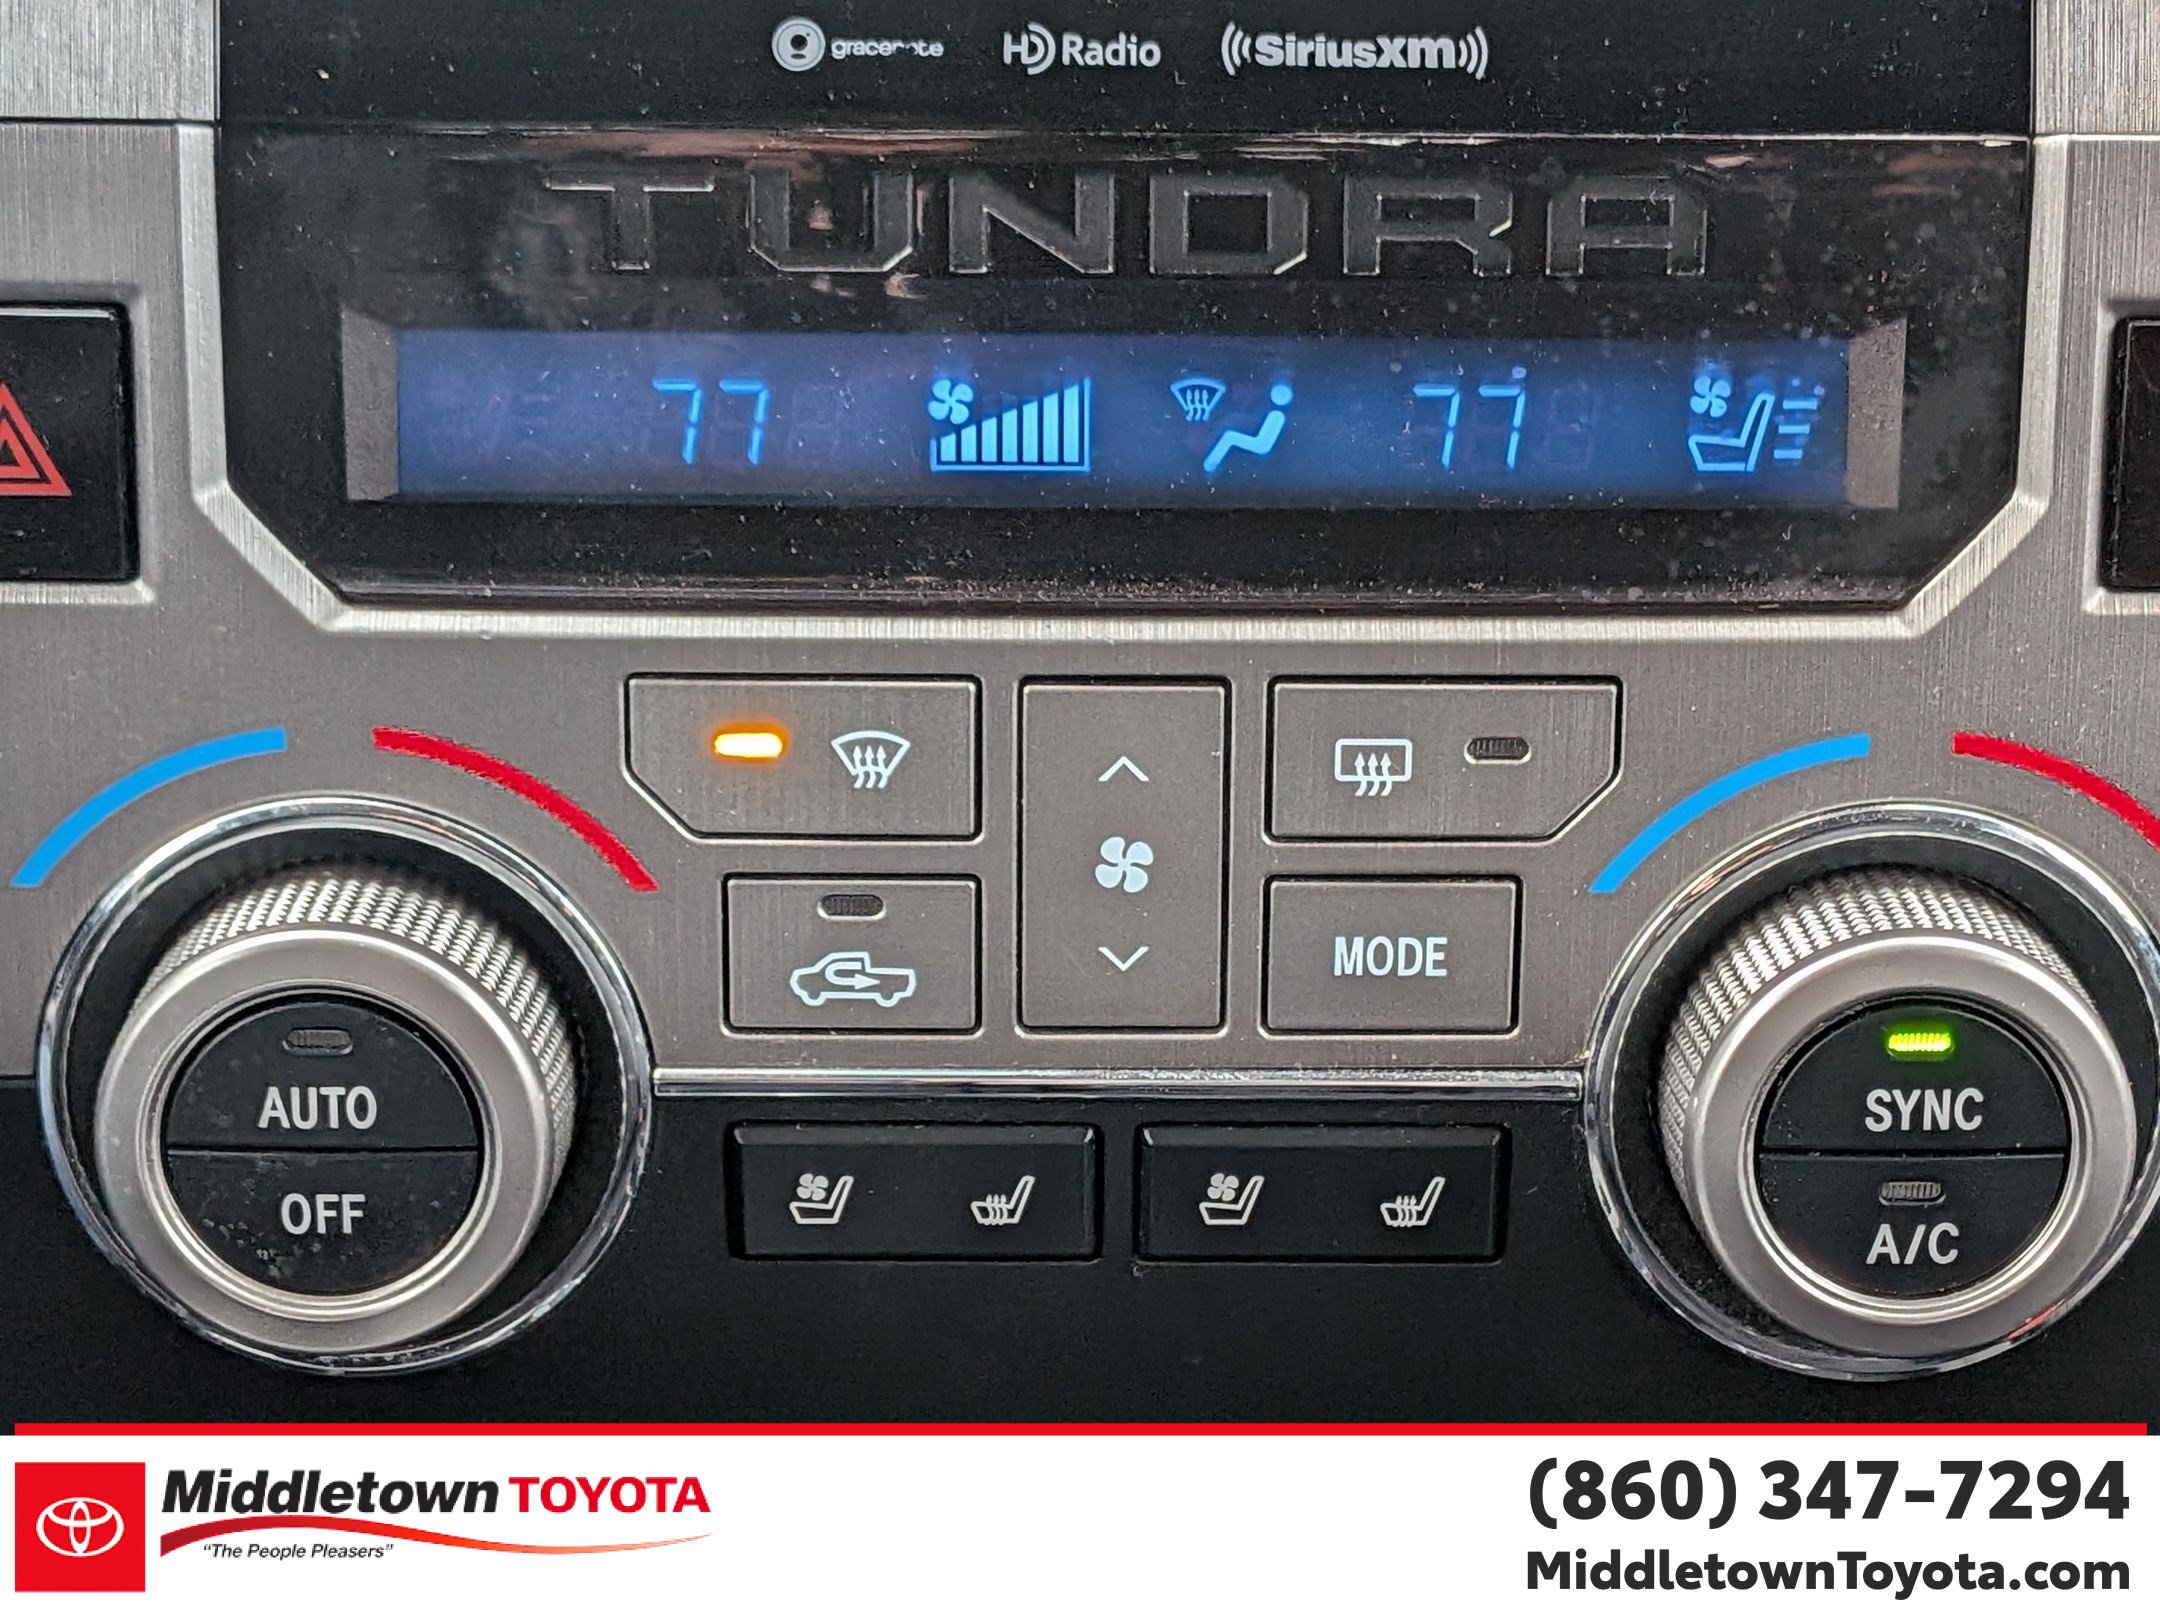 gracenote HD Radio SiriusXM
TUNDRA
77 77
MODE
AUTO
OFF
SYNC
A/C
Middletown TOYOTA
"The People Pleasers"
(860) 347-7294
MiddletownToyota.com